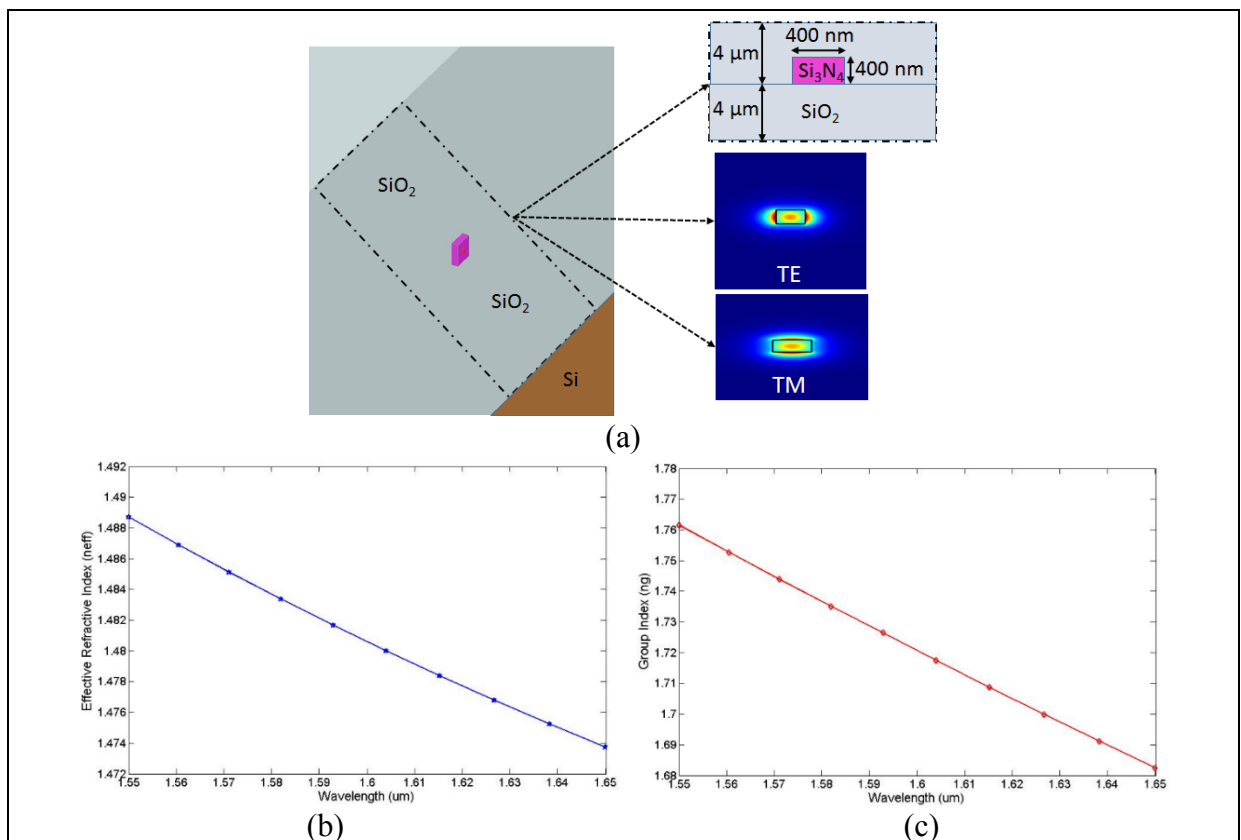 400 nm
4 µm
Si3N4
400 nm
4 µm
SiO2
SiO2
SiO2
Si
TE
TM
(a)
Effective Refractive Index (neff)
1.492
1.49
1.488
1.486
1.484
1.482
1.48
1.478
1.476
1.474
1.472
1.55 1.56 1.57 1.58 1.59 1.6 1.61 1.62 1.63 1.64 1.65
Wavelength (um)
(b)
Group Index (ng)
1.78
1.77
1.76
1.75
1.74
1.73
1.72
1.71
1.7
1.69
1.68
1.55 1.56 1.57 1.58 1.59 1.6 1.61 1.62 1.63 1.64 1.65
Wavelength (um)
(c)